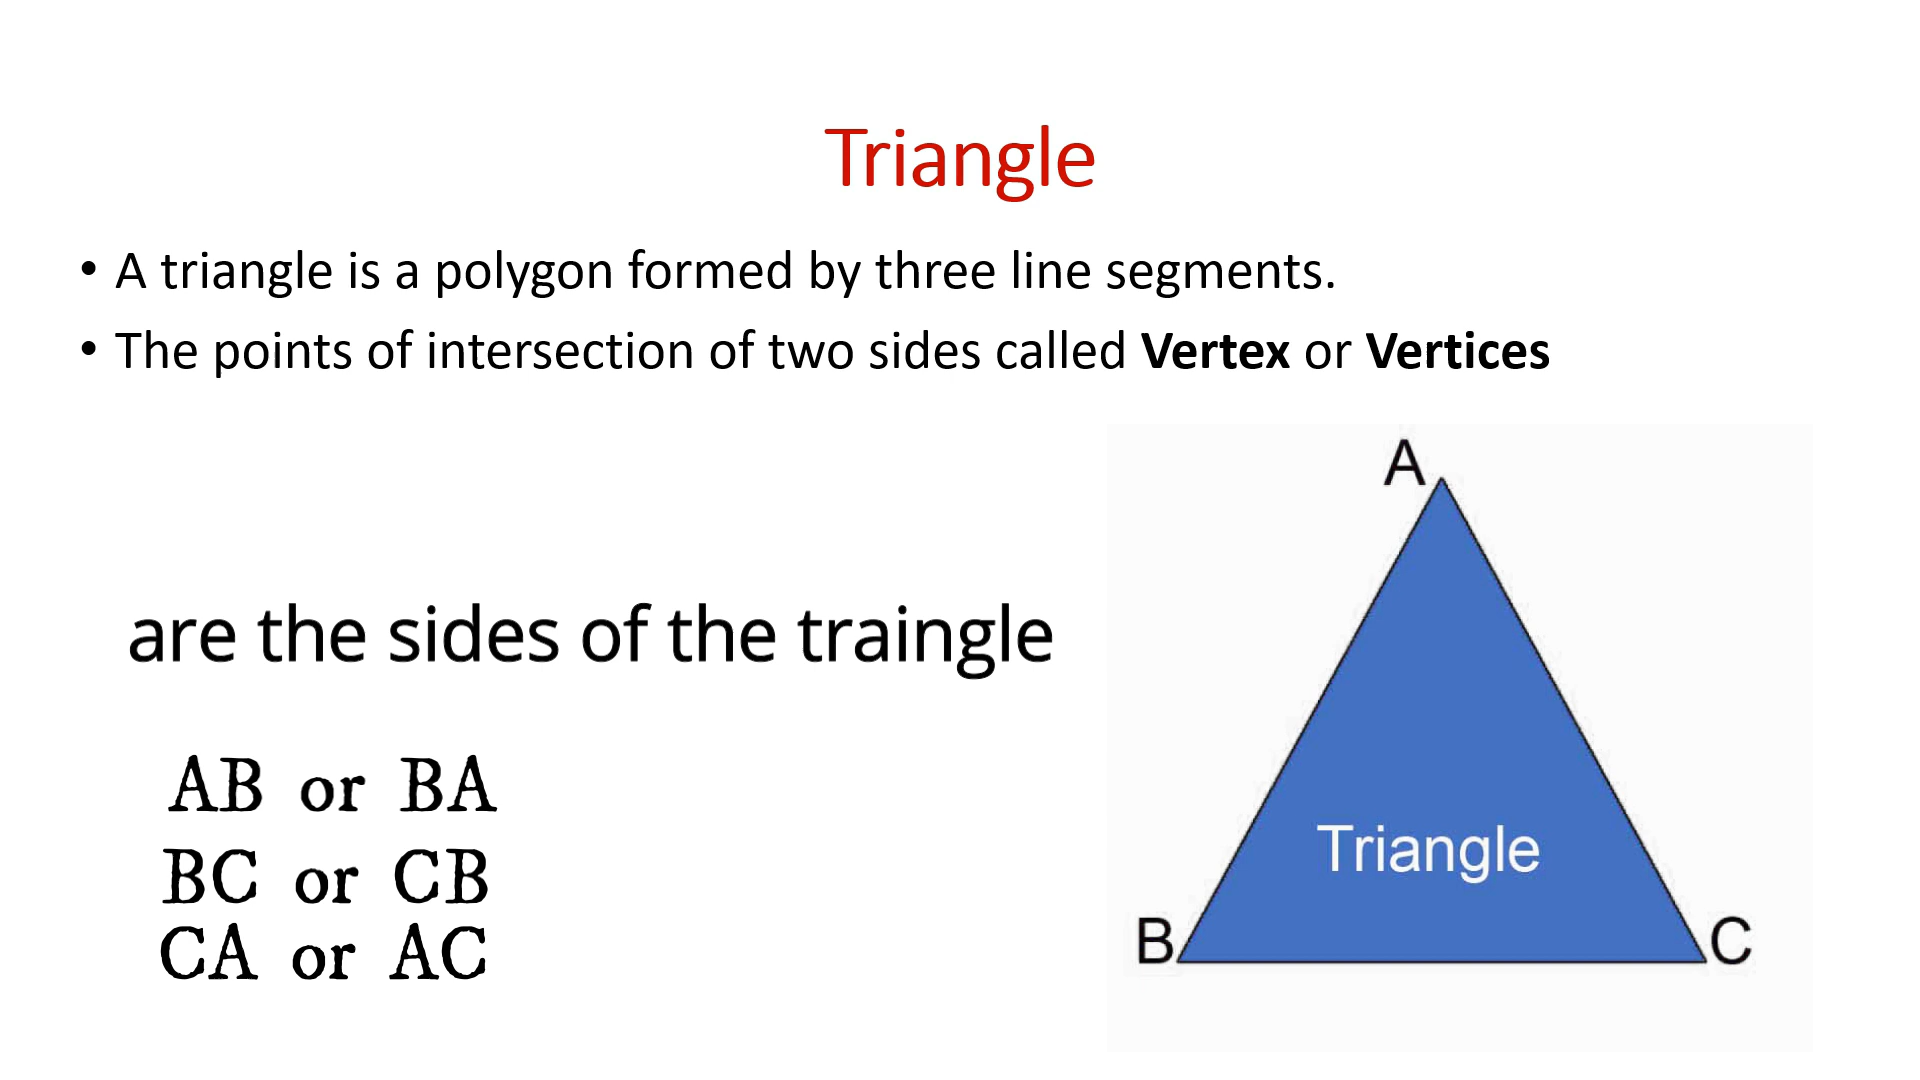 Triangle
• A triangle is a polygon formed by three line segments.
• The points of intersection of two sides called Vertex or Vertices
are the sides of the traingle
AB or BA
BC or CB
CA or AC
A
Triangle
B
C